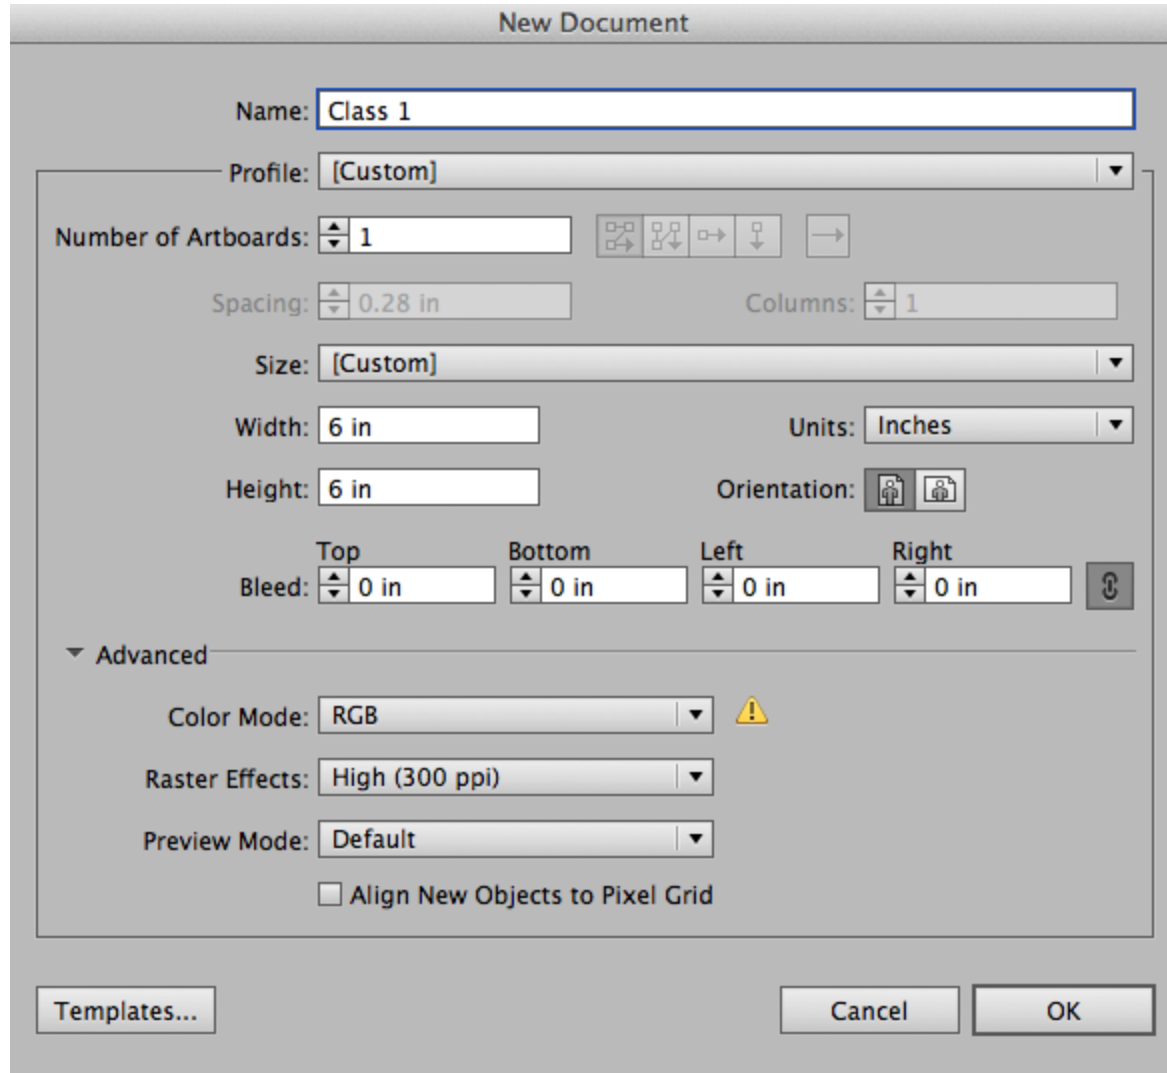 New Document
Name: Class 1
Profile: [Custom]
Number of Artboards: 1
Spacing: 0.28 in Columns: 1
Size: [Custom]
Width: 6 in Units: Inches
Height: 6 in Orientation:
Top Bottom Left Right
Bleed: 0 in 0 in 0 in 0 in
Advanced
Color Mode: RGB
Raster Effects: High (300 ppi)
Preview Mode: Default
Align New Objects to Pixel Grid
Templates... Cancel OK